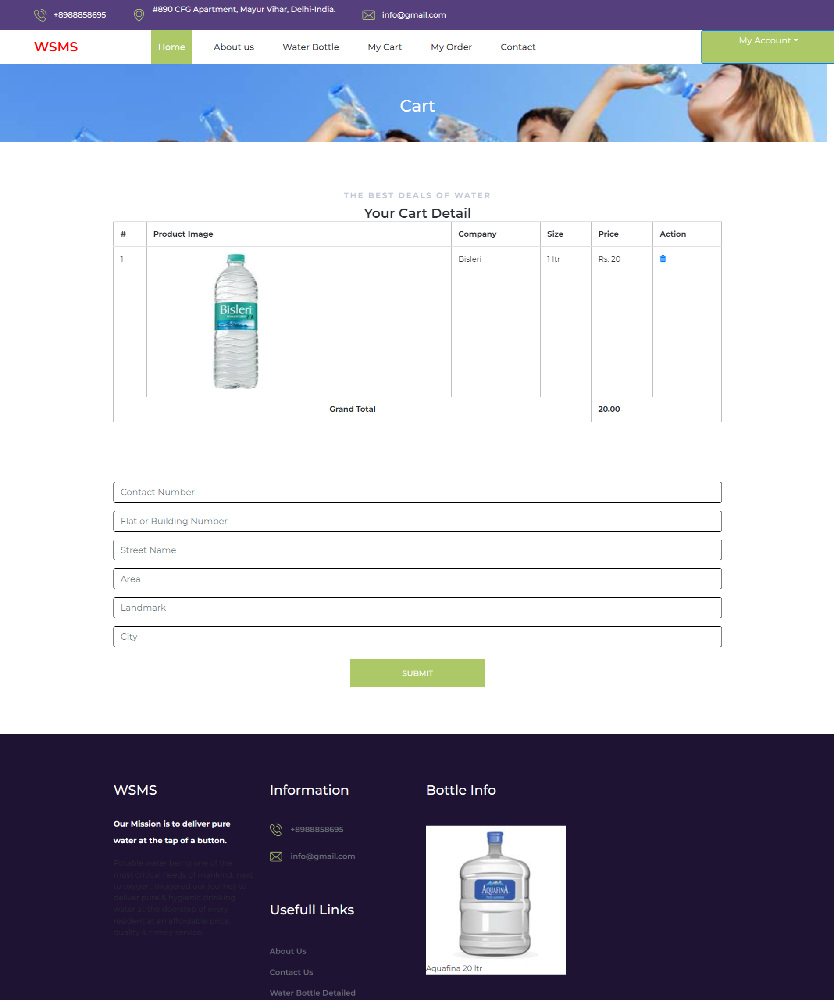 +8988858695
#890 CFG Apartment, Mayur Vihar, Delhi-India.
info@gmail.com
WSMS
Home
About us
Water Bottle
My Cart
My Order
Contact
My Account
Cart
THE BEST DEALS OF WATER
Your Cart Detail
# Product Image Company Size Price Action
1 Bisleri 1 ltr Rs. 20
Bisleri
mountain 1 L
Grand Total 20.00
Contact Number
Flat or Building Number
Street Name
Area
Landmark
City
SUBMIT
WSMS
Our Mission is to deliver pure
water at the tap of a button.
Potable water being one of the
most critical needs of mankind, next
to oxygen, triggered our journey to
deliver pure & hygienic drinking
water at the doorstep of every
resident at an affordable price,
quality & timely service.
Information
+8988858695
info@gmail.com
Usefull Links
About Us
Contact Us
Water Bottle Detailed
Bottle Info
AQUAFINA
Aquafina 20 ltr